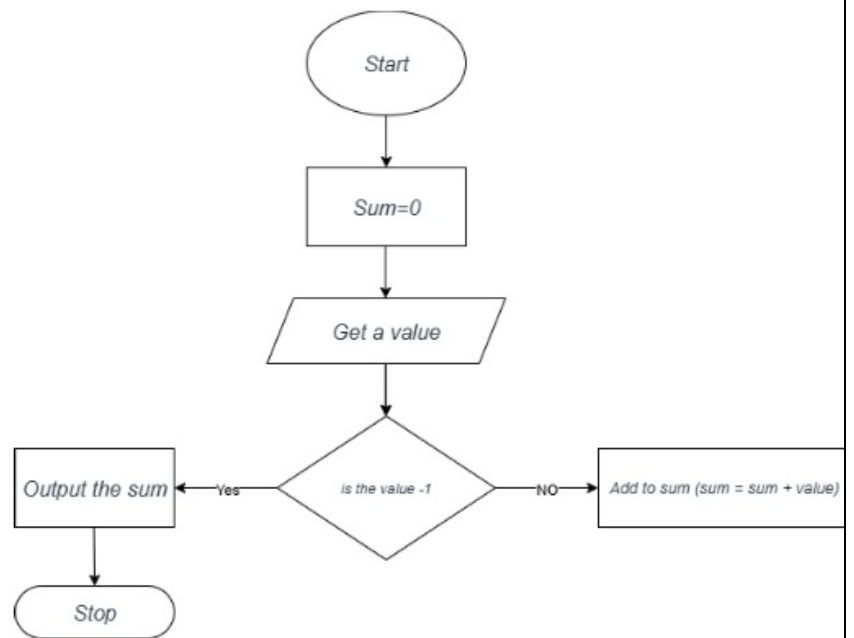 Start
Sum=0
Get a value
is the value -1
Yes
NO
Output the sum
Add to sum (sum = sum + value)
Stop